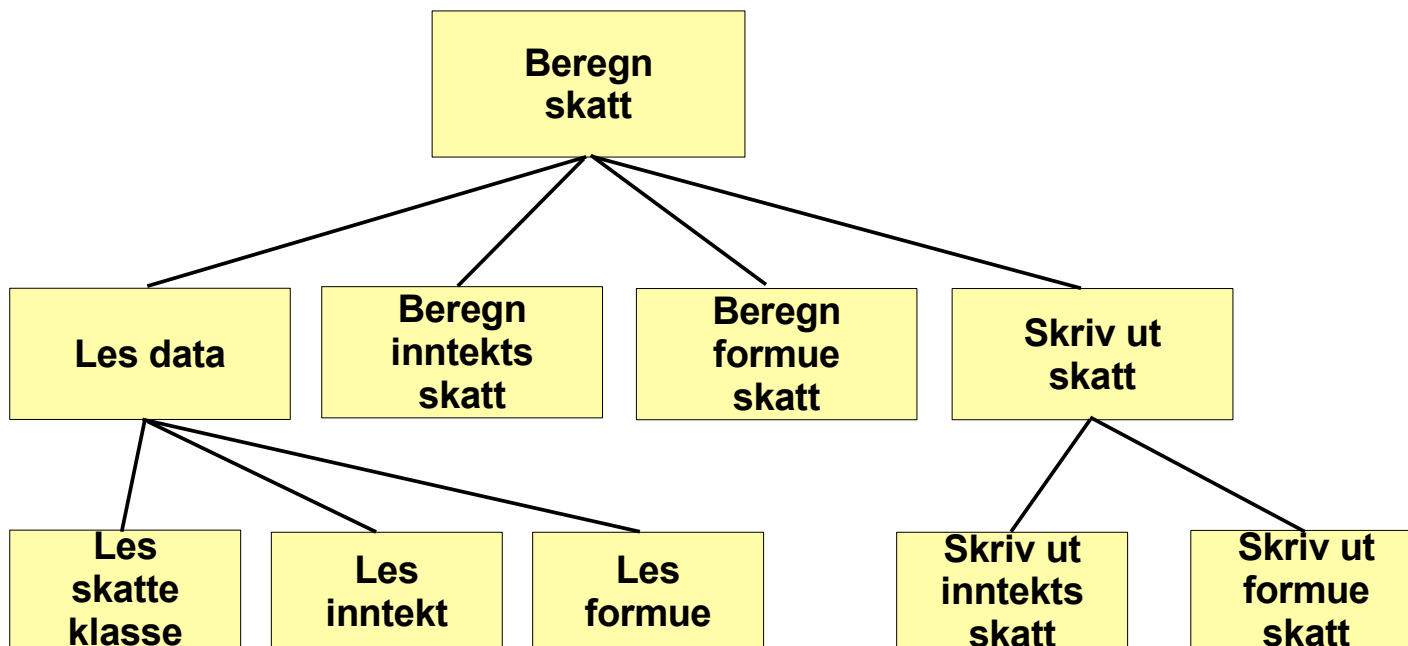 Beregn
skatt
Les data
Beregn
inntekts
skatt
Beregn
formue
skatt
Skriv ut
skatt
Les
skatte
klasse
Les
inntekt
Les
formue
Skriv ut
inntekts
skatt
Skriv ut
formue
skatt